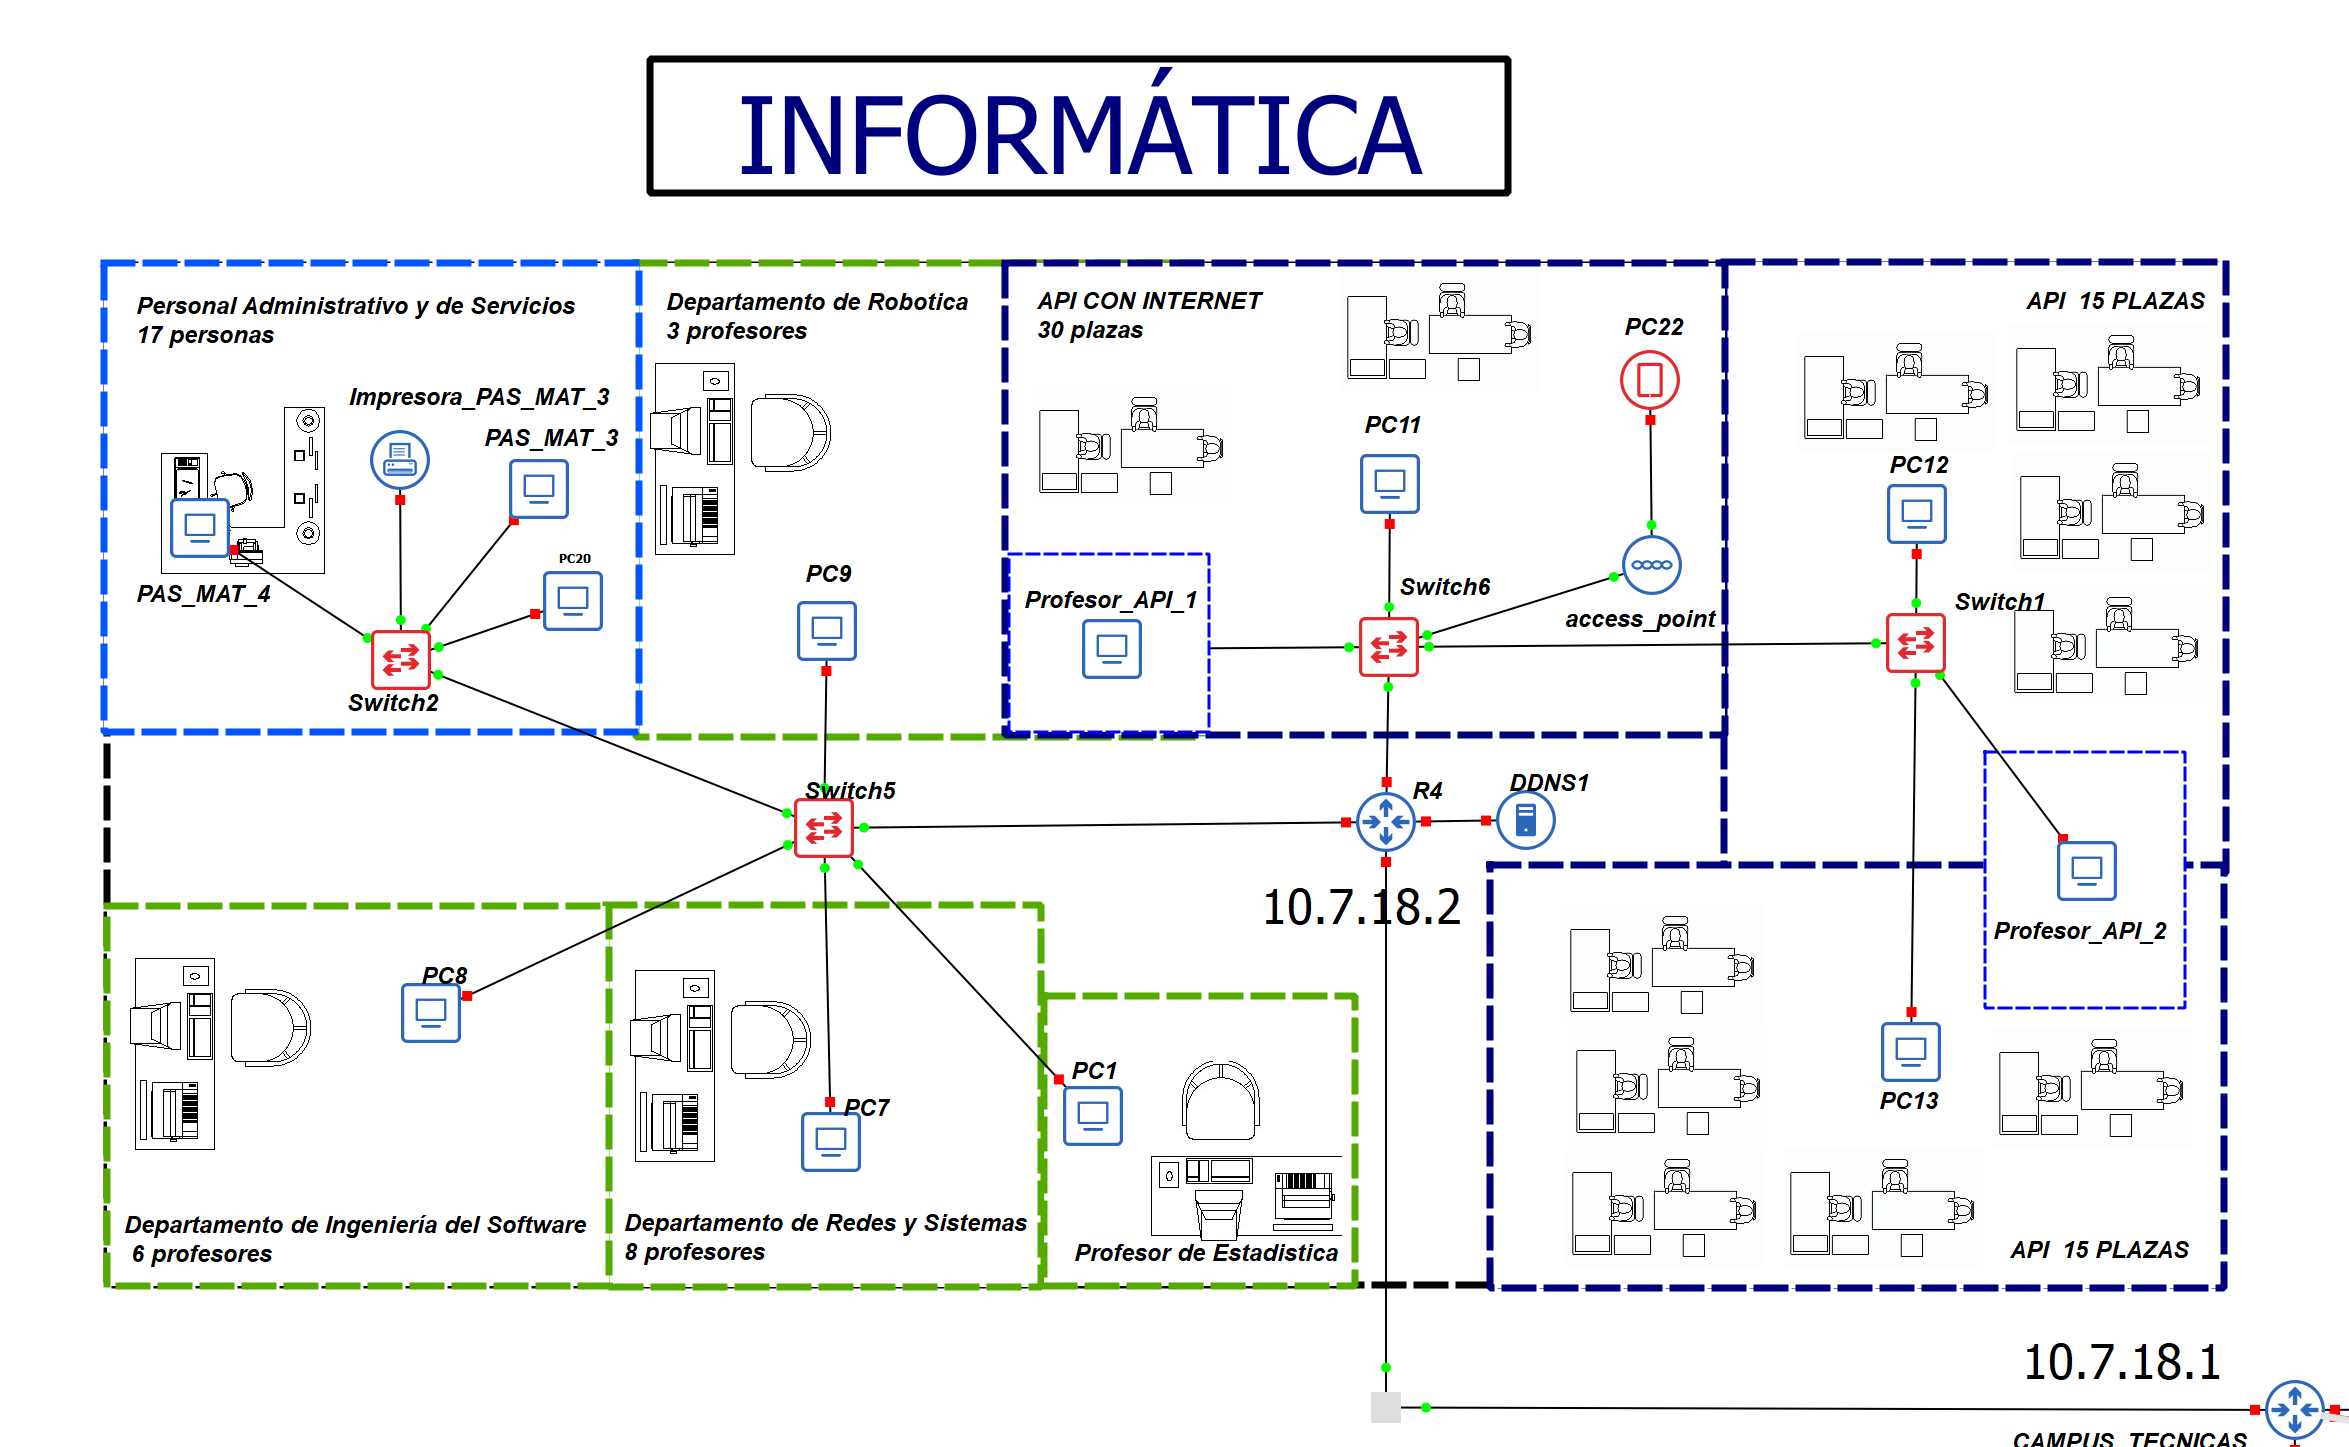 INFORMÁTICA
Personal Administrativo y de Servicios
17 personas
Departamento de Robotica
3 profesores
API CON INTERNET
30 plazas
API  15 PLAZAS
PC22
Impresora_PAS_MAT_3
PAS_MAT_3
PC11
PC12
PC20
PAS_MAT_4
PC9
Switch6
Profesor_API_1
Switch1
access_point
Switch2
Switch5
R4
DDNS1
10.7.18.2
Profesor_API_2
PC8
PC1
PC7
PC13
Departamento de Ingeniería del Software
6 profesores
Departamento de Redes y Sistemas
8 profesores
Profesor de Estadistica
API  15 PLAZAS
10.7.18.1
CAMPUS_TECNICAS